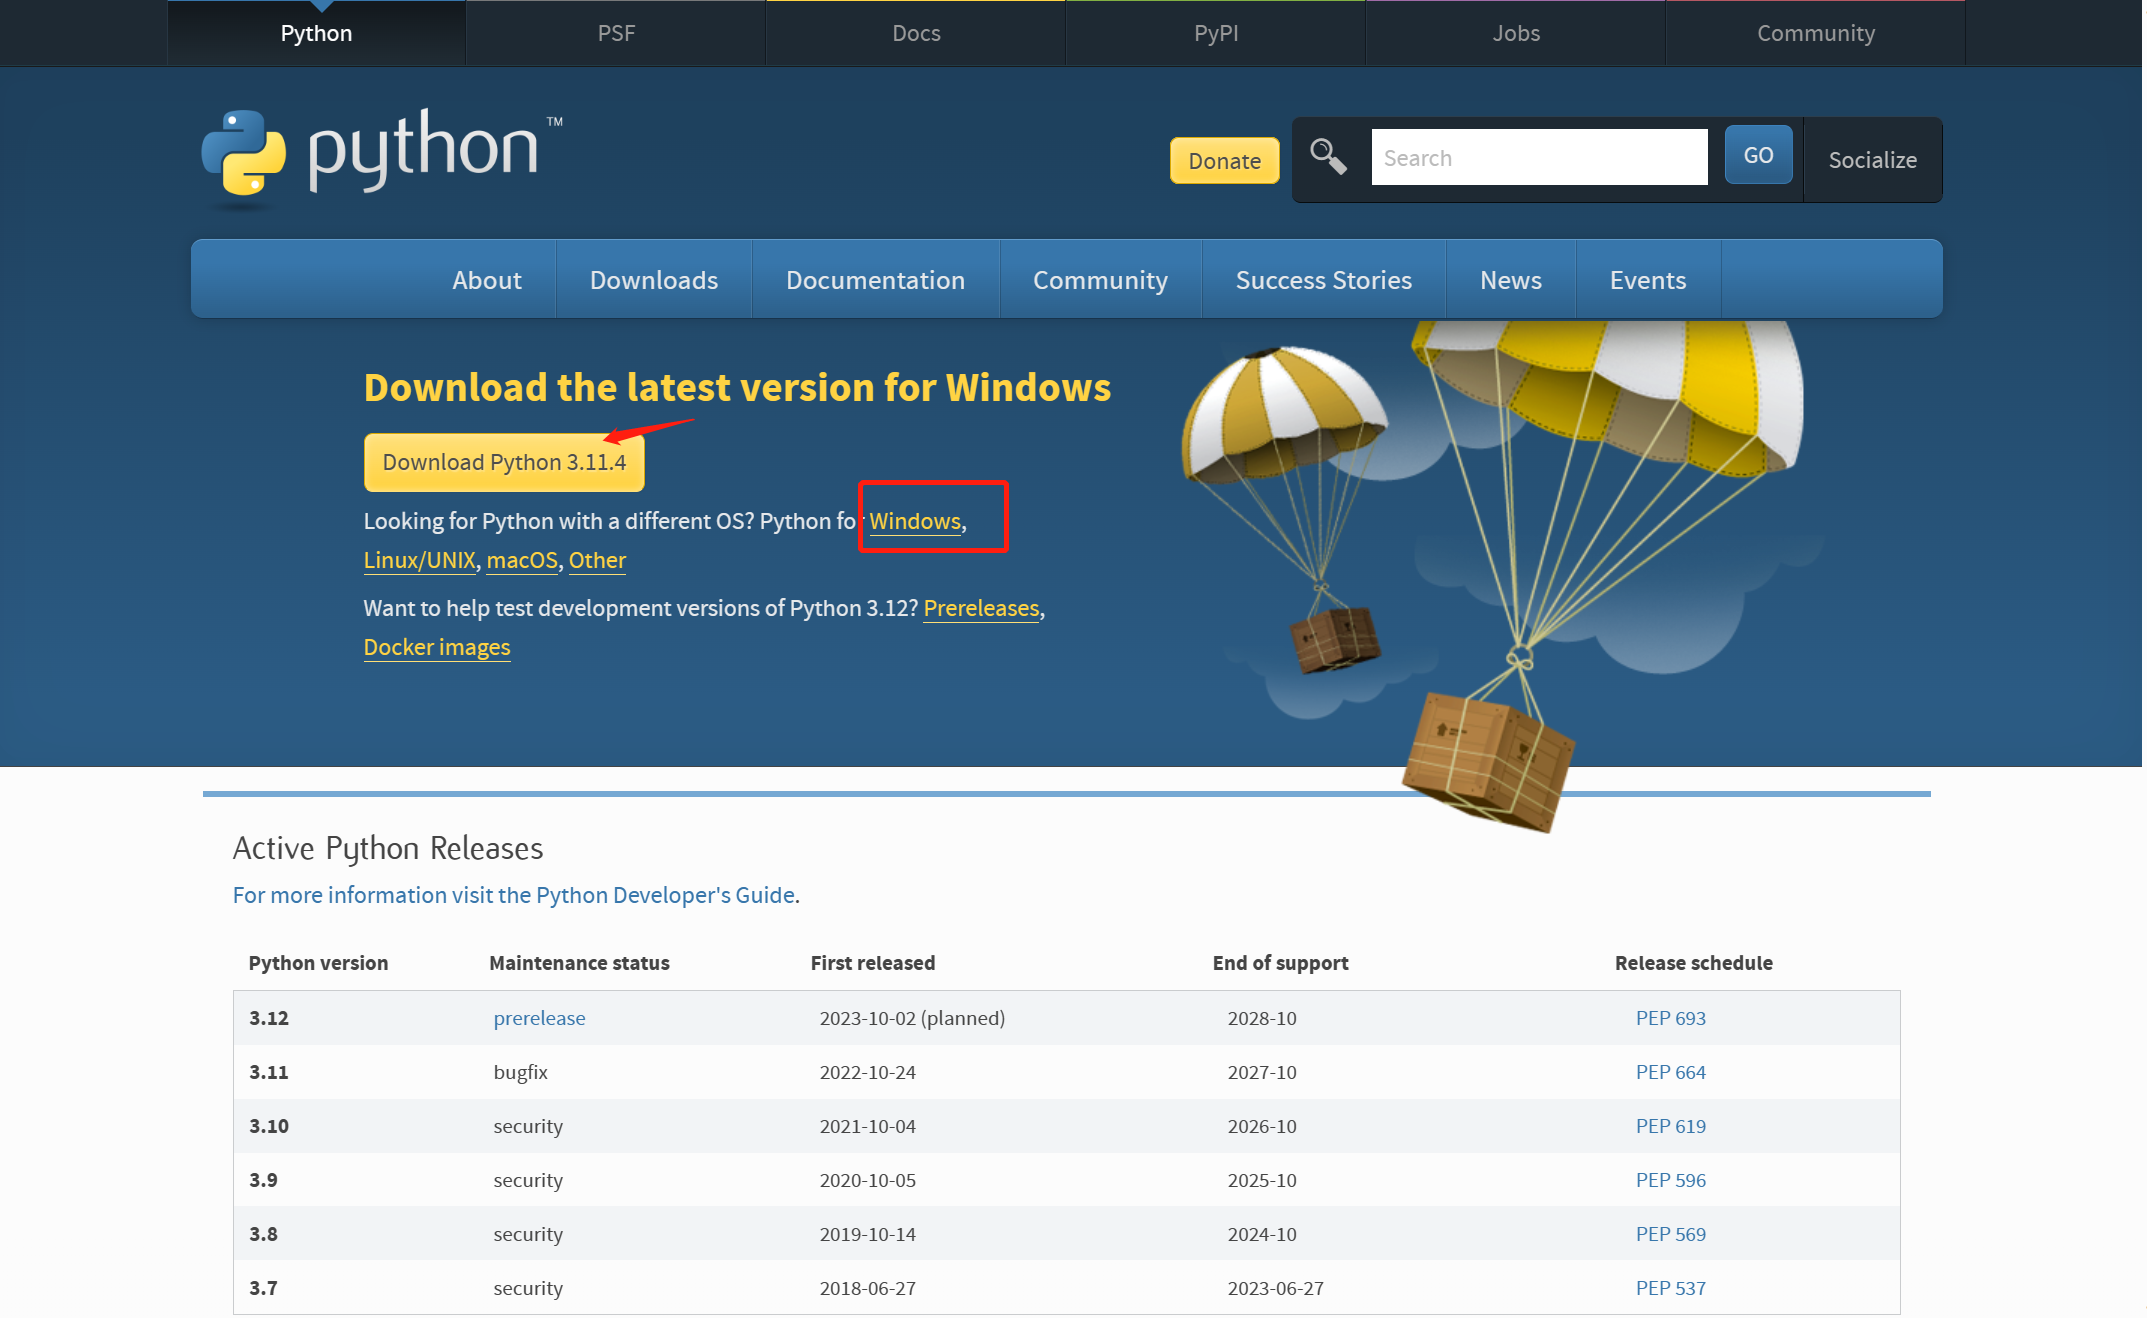 Python PSF Docs PyPI Jobs Community
python™
Donate Search GO Socialize
About Downloads Documentation Community Success Stories News Events
Download the latest version for Windows
Download Python 3.11.4
Looking for Python with a different OS? Python for Windows,
Linux/UNIX, macOS, Other
Want to help test development versions of Python 3.12? Prereleases,
Docker images
Active Python Releases
For more information visit the Python Developer's Guide.
Python version Maintenance status First released End of support Release schedule
3.12 prerelease 2023-10-02 (planned) 2028-10 PEP 693
3.11 bugfix 2022-10-24 2027-10 PEP 664
3.10 security 2021-10-04 2026-10 PEP 619
3.9 security 2020-10-05 2025-10 PEP 596
3.8 security 2019-10-14 2024-10 PEP 569
3.7 security 2018-06-27 2023-06-27 PEP 537